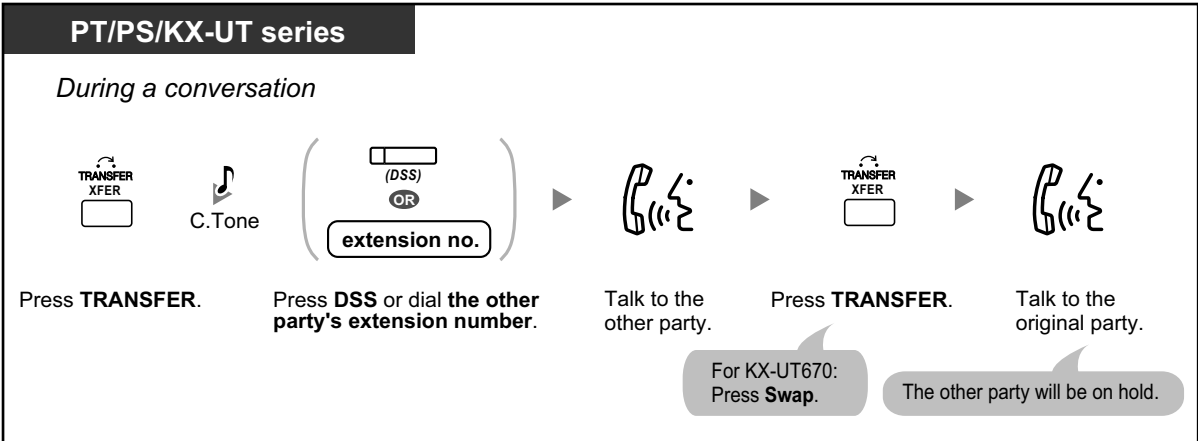 PT/PS/KX-UT series
During a conversation
TRANSFER
XFER
C.Tone
(DSS)
OR
extension no.
TRANSFER
XFER
Press TRANSFER.
Press DSS or dial the other
party's extension number.
Talk to the
other party.
Press TRANSFER.
Talk to the
original party.
For KX-UT670:
Press Swap.
The other party will be on hold.